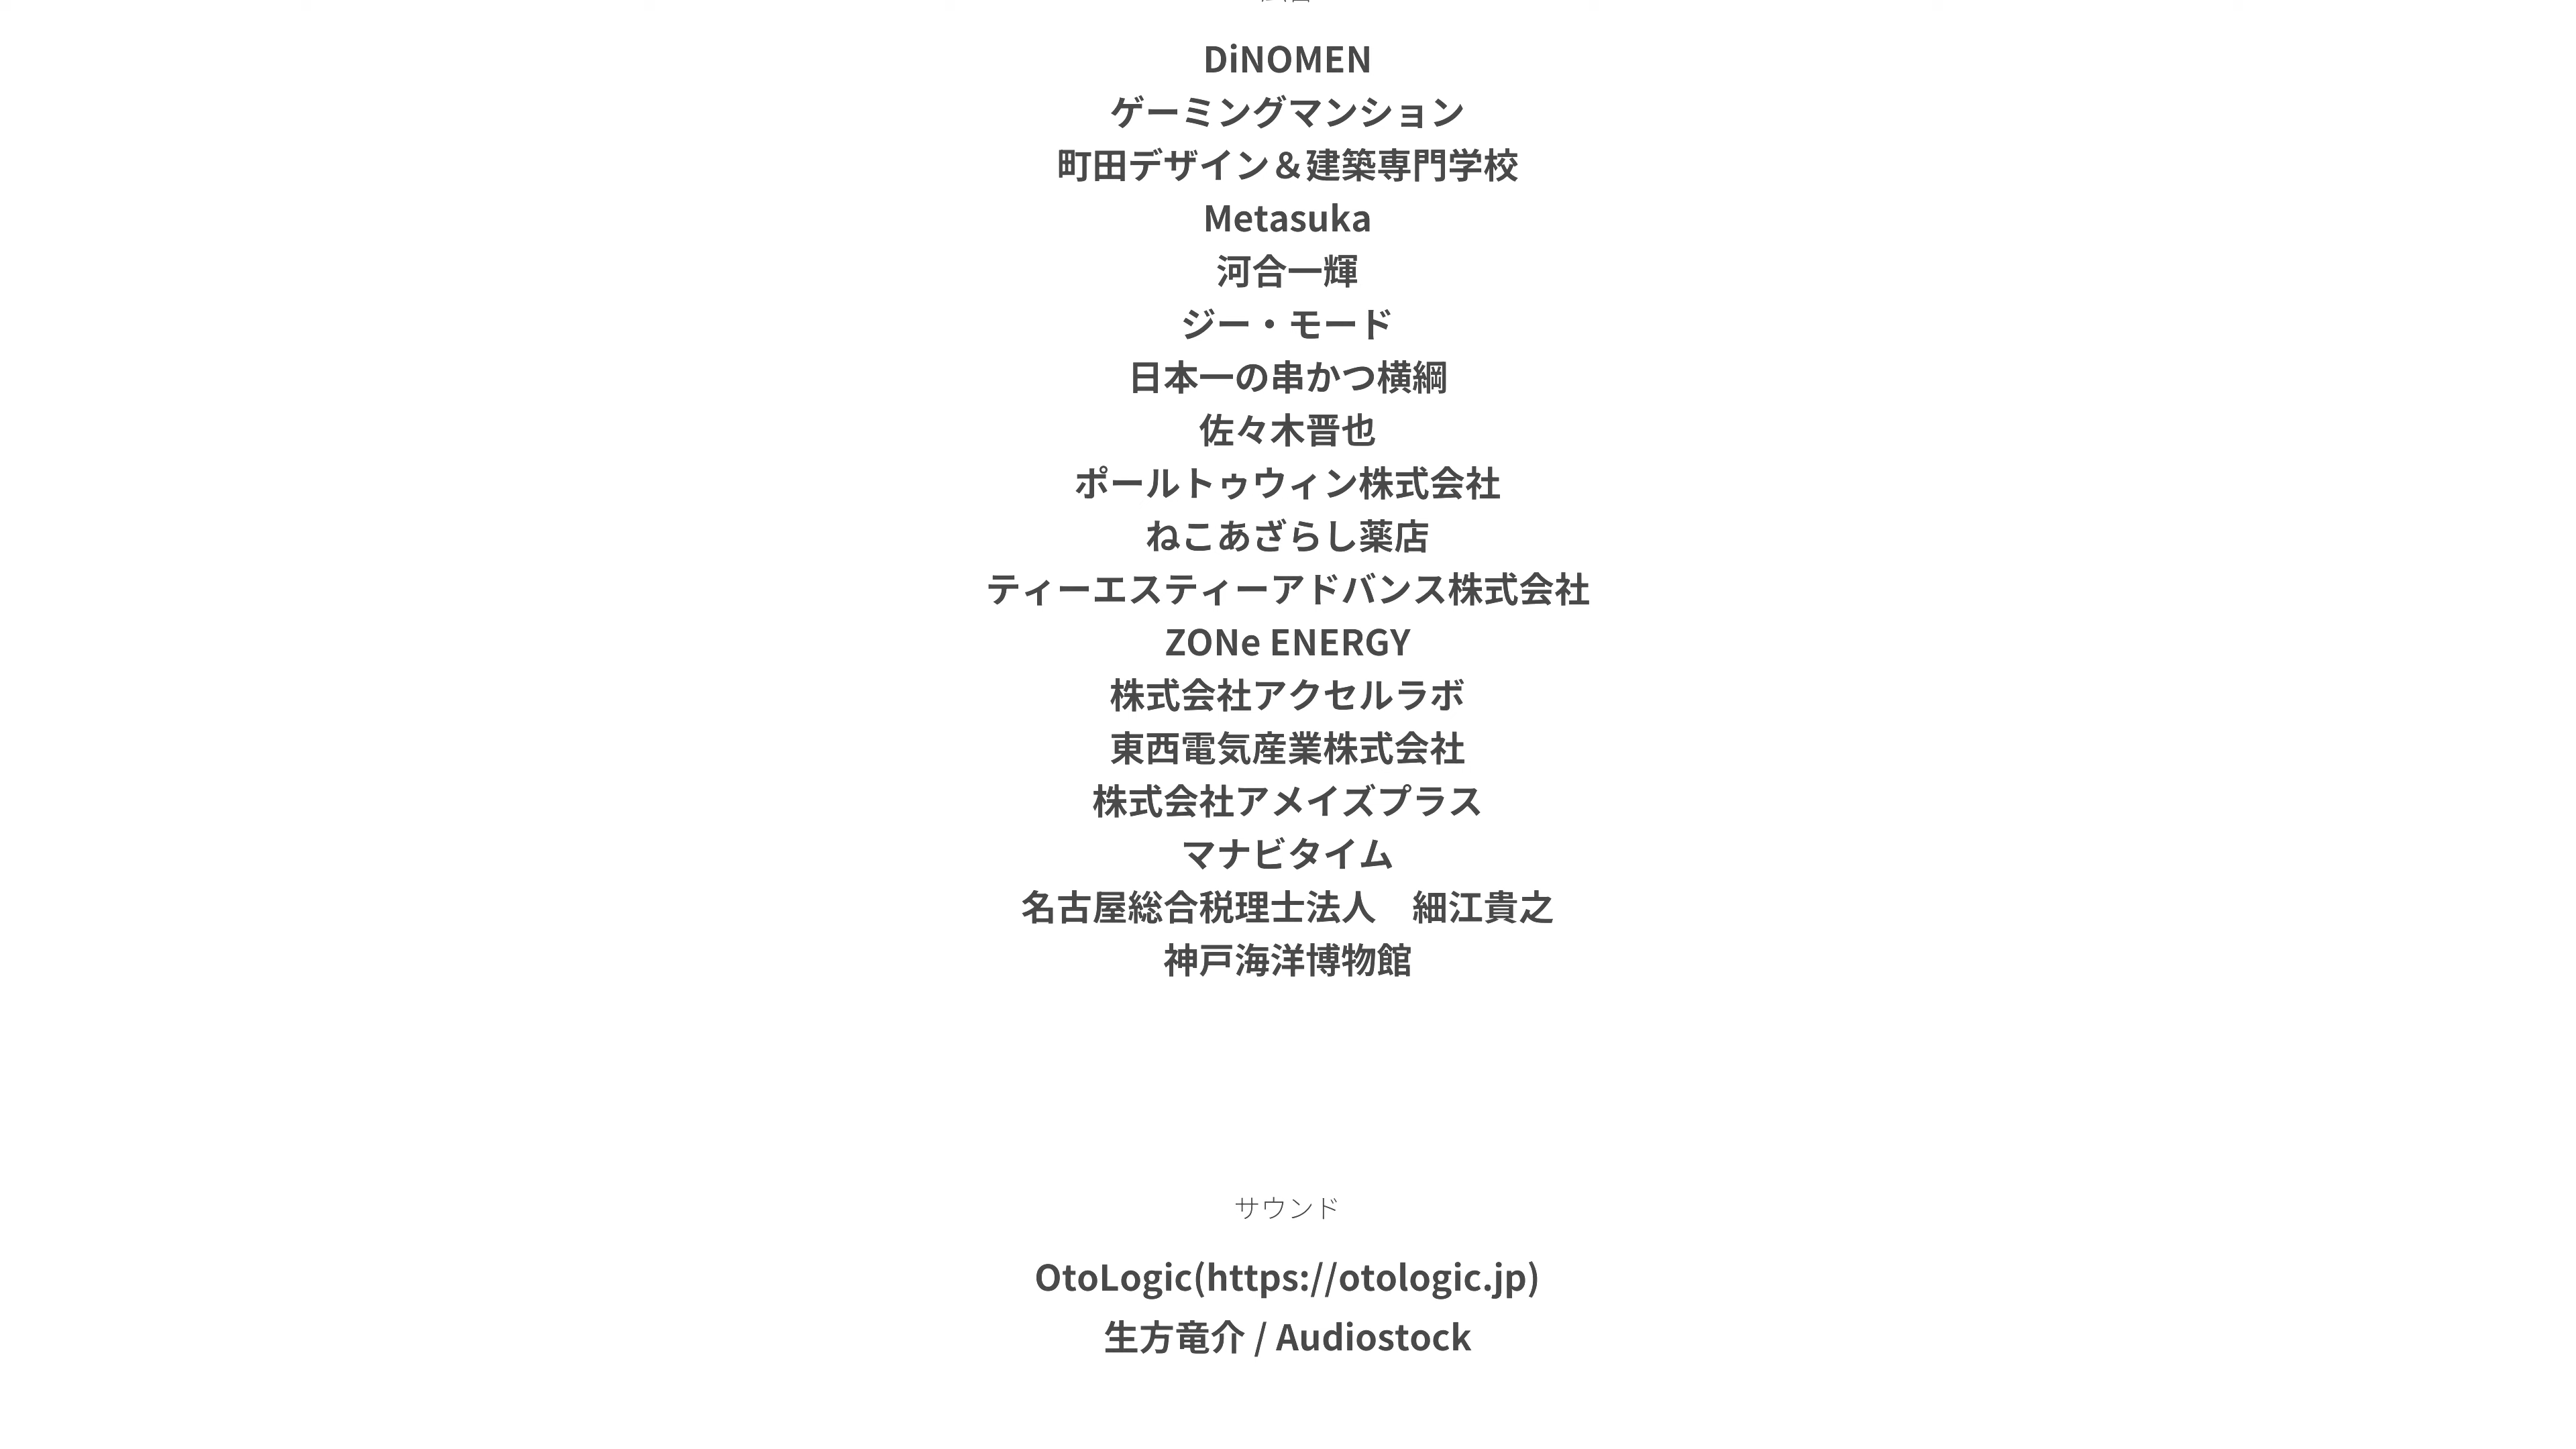 DiNOMEN
ゲーミングマンション
町田デザイン＆建築専門学校
Metasuka
河合一輝
ジー・モード
日本一の串かつ横綱
佐々木晋也
ポールトゥウィン株式会社
ねこあざらし薬店
ティーエスティーアドバンス株式会社
ZONe ENERGY
株式会社アクセルラボ
東西電気産業株式会社
株式会社アメイズプラス
マナビタイム
名古屋総合税理士法人　細江貴之
神戸海洋博物館
サウンド
OtoLogic(https://otologic.jp)
生方竜介 / Audiostock